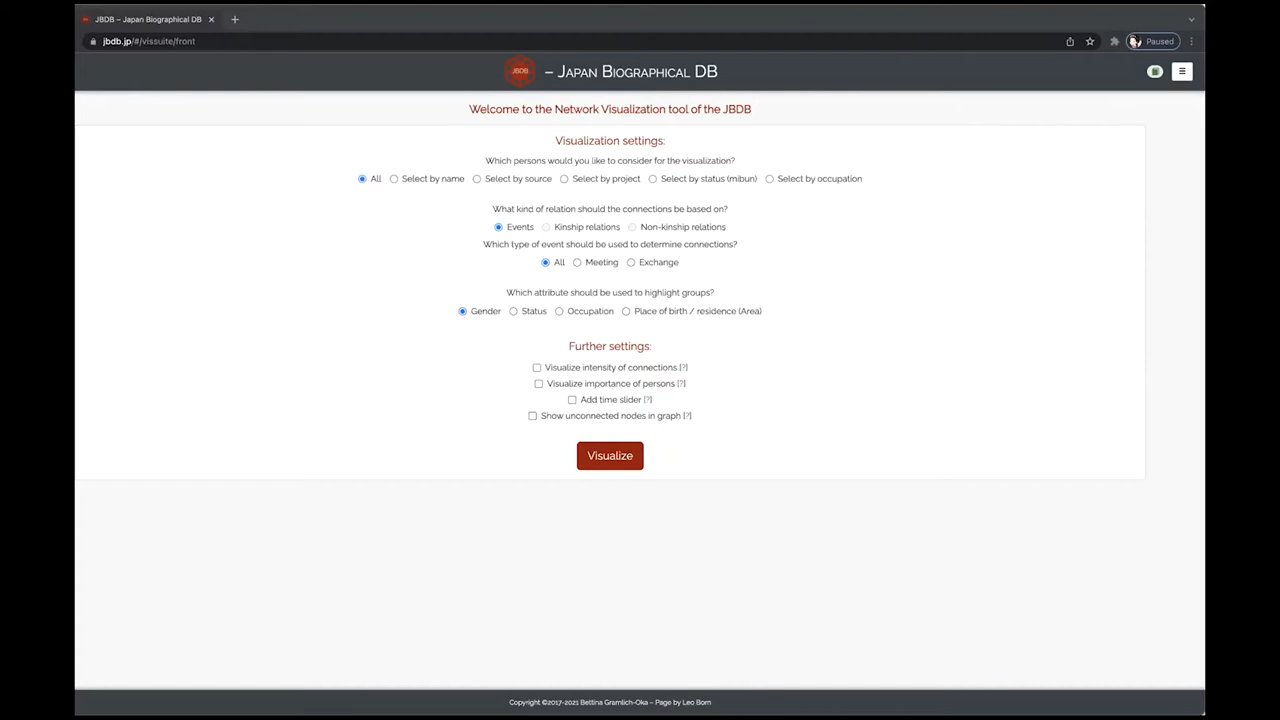 JBDB – Japan Biographical DB
jbdb.jp/#/vissuite/front
Paused
JBDB – Japan Biographical DB
Welcome to the Network Visualization tool of the JBDB
Visualization settings:
Which persons would you like to consider for the visualization?
All Select by name Select by source Select by project Select by status (mibun) Select by occupation
What kind of relation should the connections be based on?
Events Kinship relations Non-kinship relations
Which type of event should be used to determine connections?
All Meeting Exchange
Which attribute should be used to highlight groups?
Gender Status Occupation Place of birth / residence (Area)
Further settings:
Visualize intensity of connections [?]
Visualize importance of persons [?]
Add time slider [?]
Show unconnected nodes in graph [?]
Visualize
Copyright ©2017-2021 Bettina Gramlich-Oka – Page by Leo Born